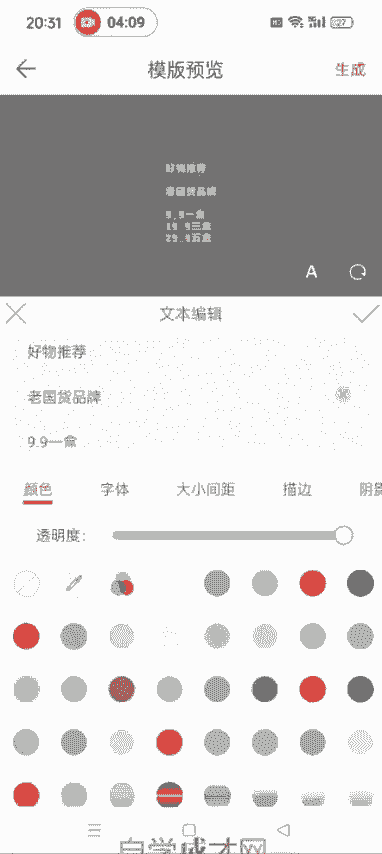 20:31
04:09
27
模版预览
生成
好物推荐
老国货品牌
9.9一盒
19.9三盒
29.9五盒
A
文本编辑
好物推荐
老国货品牌
9.9一盒
颜色 字体 大小间距 描边 阴影
透明度:
自学成才网